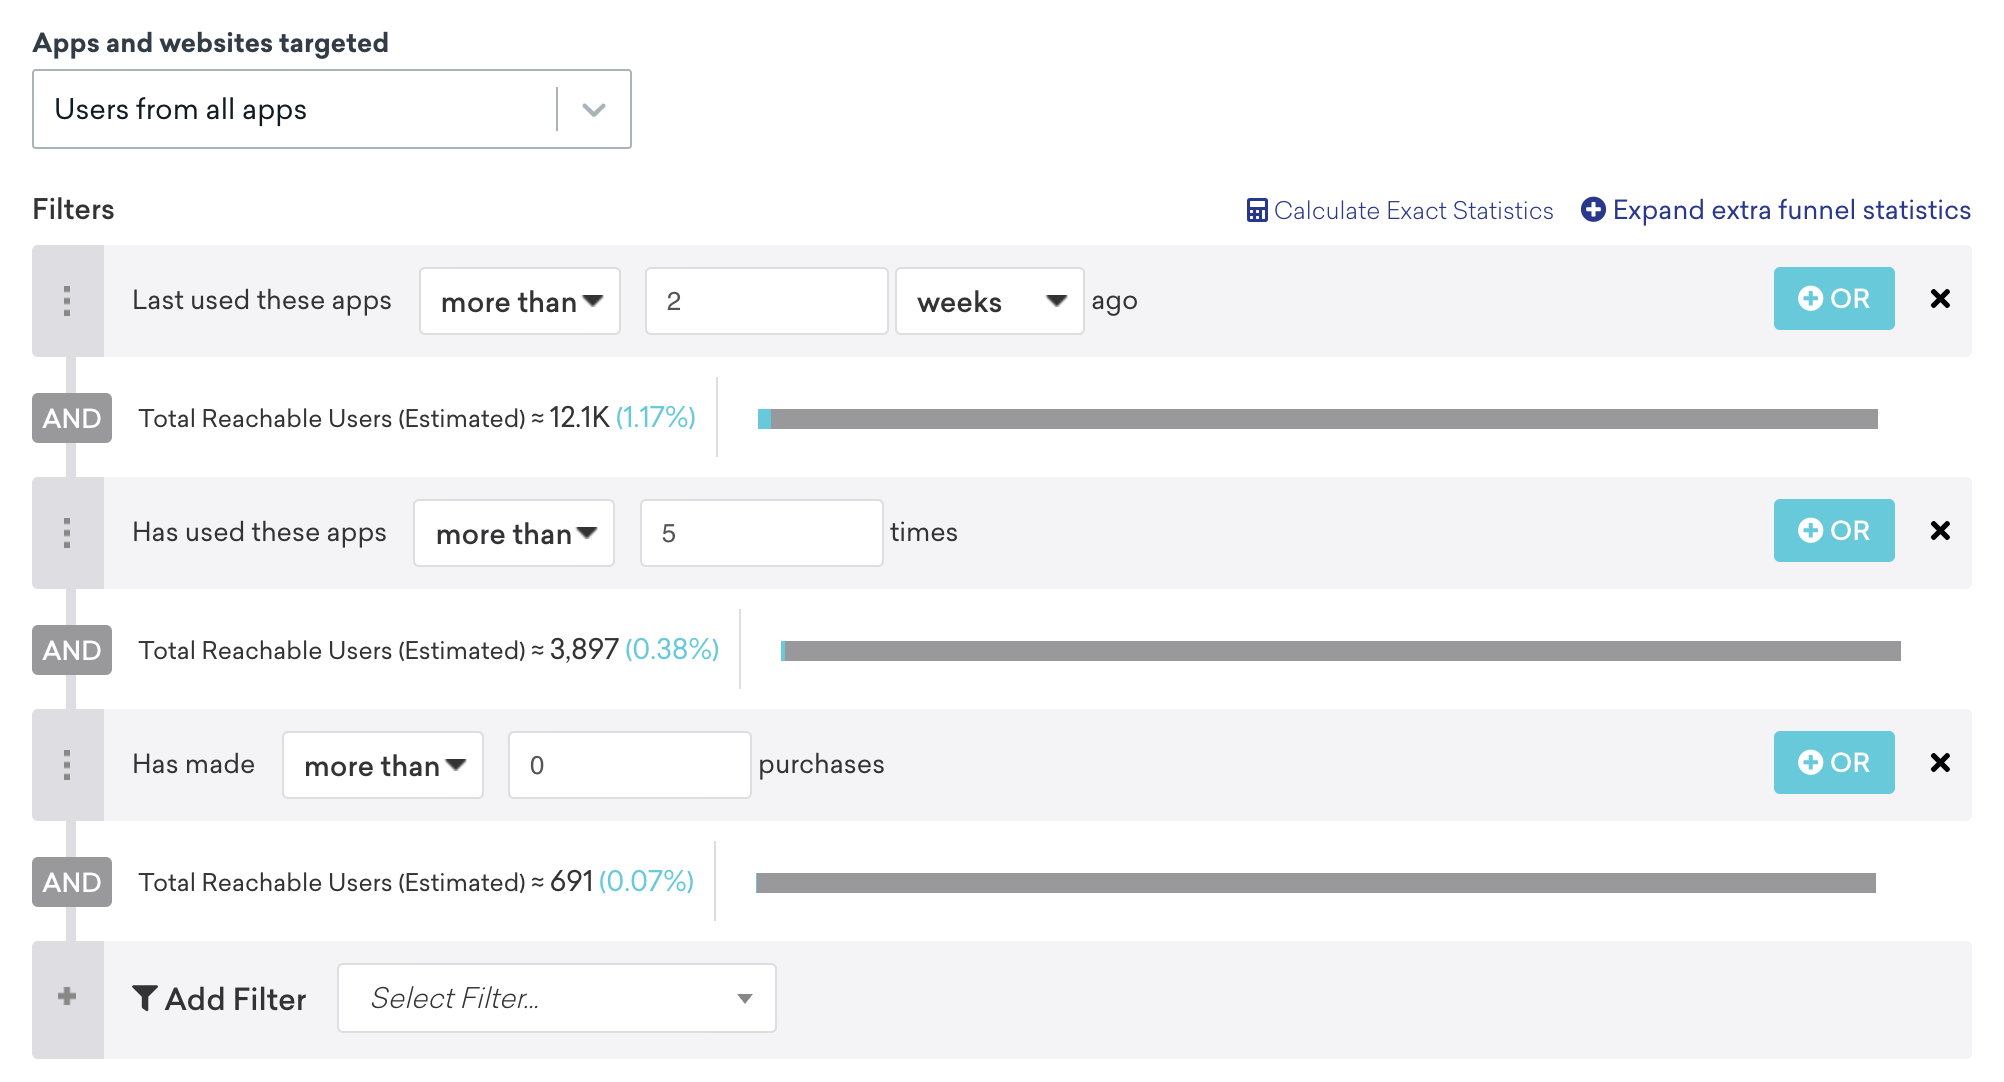 Apps and websites targeted
Users from all apps
Filters
Calculate Exact Statistics
Expand extra funnel statistics
Last used these apps more than 2 weeks ago OR
AND Total Reachable Users (Estimated) ≈ 12.1K (1.17%)
Has used these apps more than 5 times OR
AND Total Reachable Users (Estimated) ≈ 3,897 (0.38%)
Has made more than 0 purchases OR
AND Total Reachable Users (Estimated) ≈ 691 (0.07%)
Add Filter Select Filter...